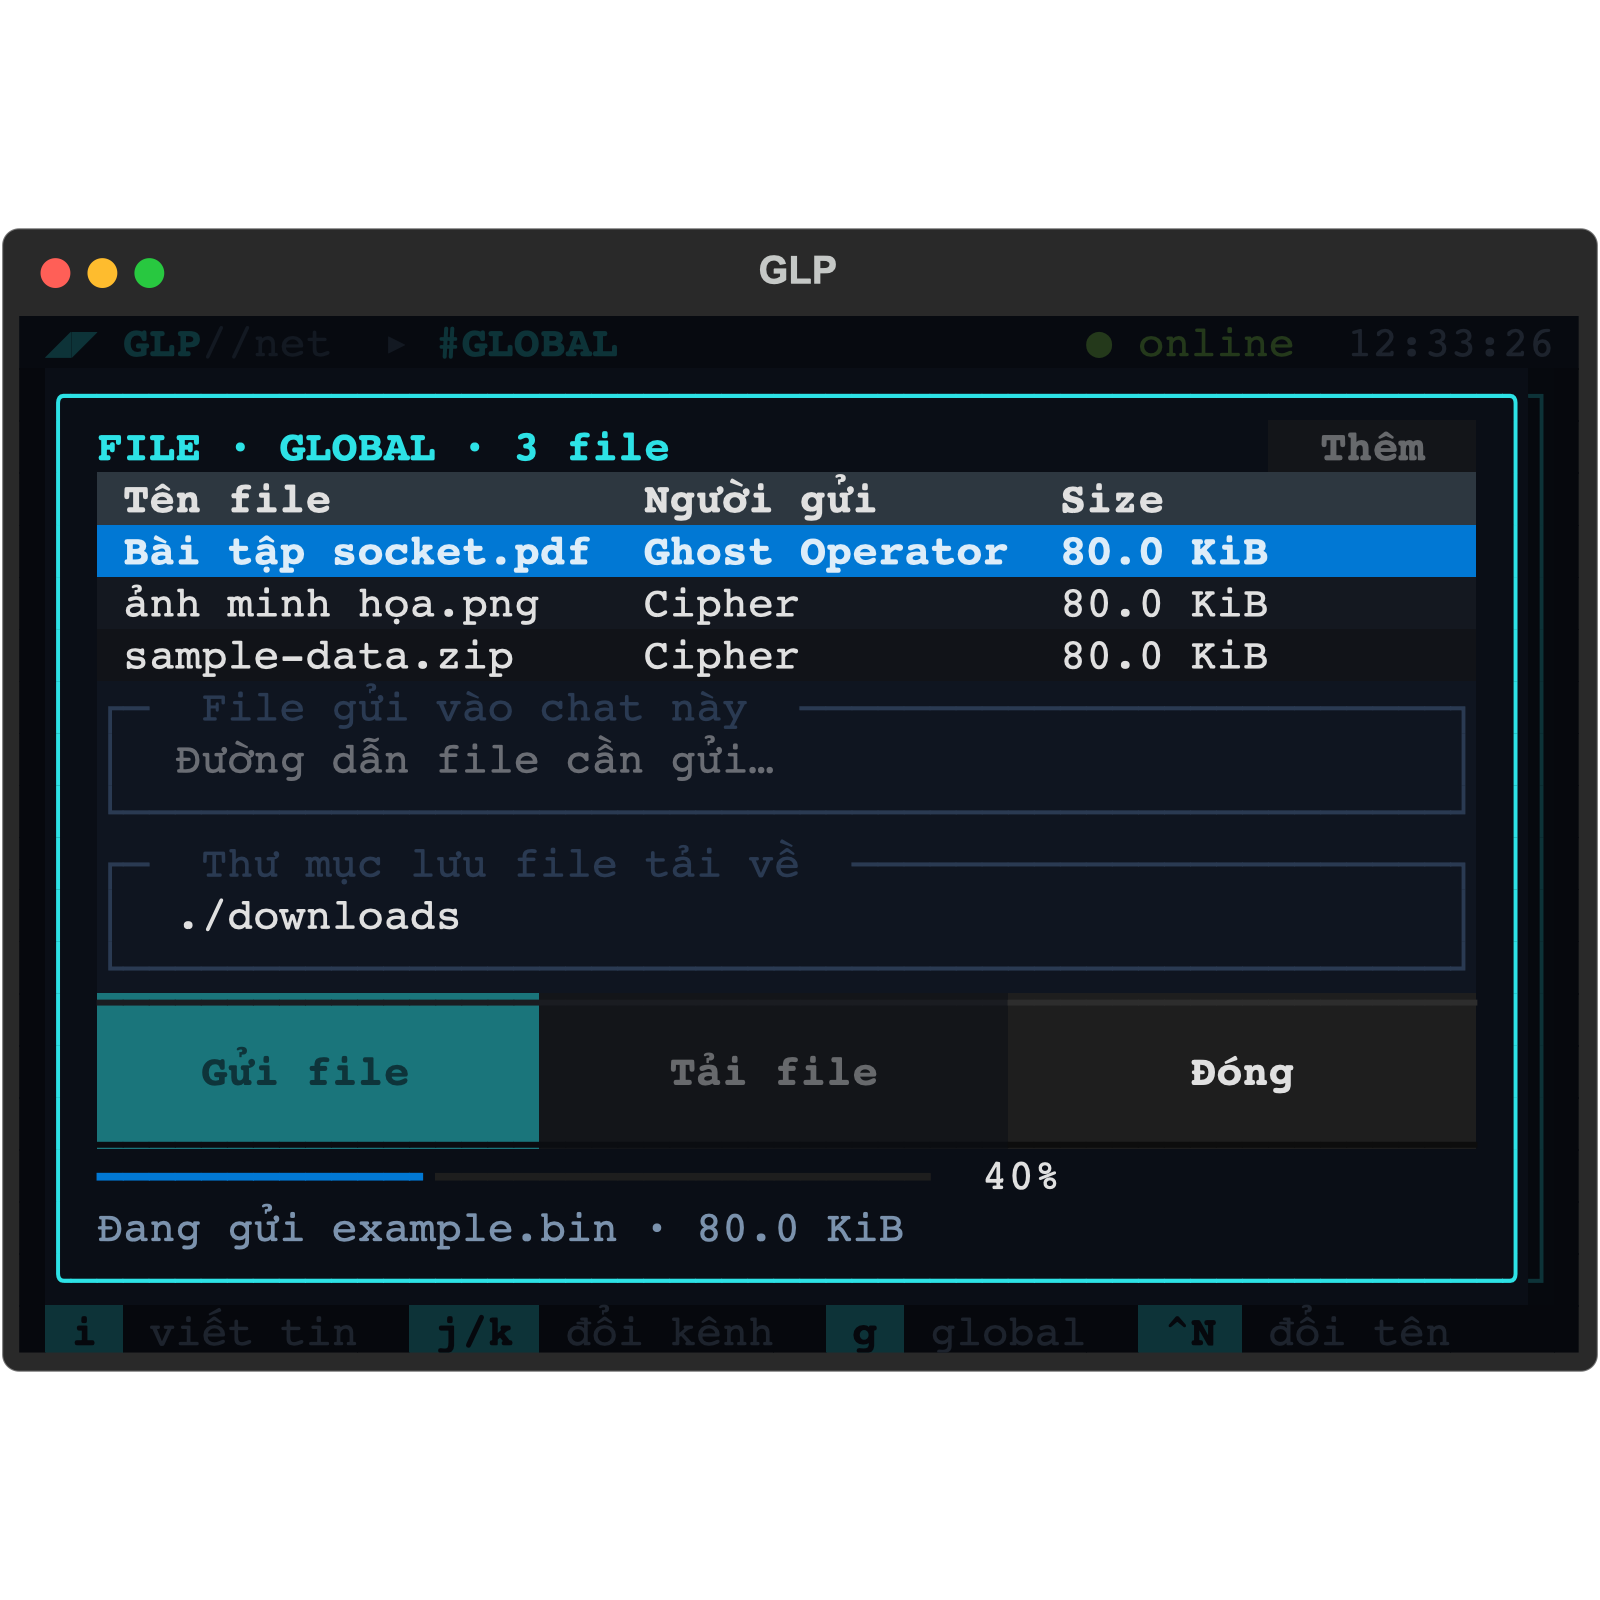 GLP
GLP//net ▸ #GLOBAL ● online 12:33:26
FILE · GLOBAL · 3 file Thêm
Tên file Người gửi Size
Bài tập socket.pdf Ghost Operator 80.0 KiB
ảnh minh họa.png Cipher 80.0 KiB
sample-data.zip Cipher 80.0 KiB
File gửi vào chat này
Đường dẫn file cần gửi…
Thư mục lưu file tải về
./downloads
Gửi file Tải file Đóng
40%
Đang gửi example.bin · 80.0 KiB
i viết tin j/k đổi kênh g global ^N đổi tên